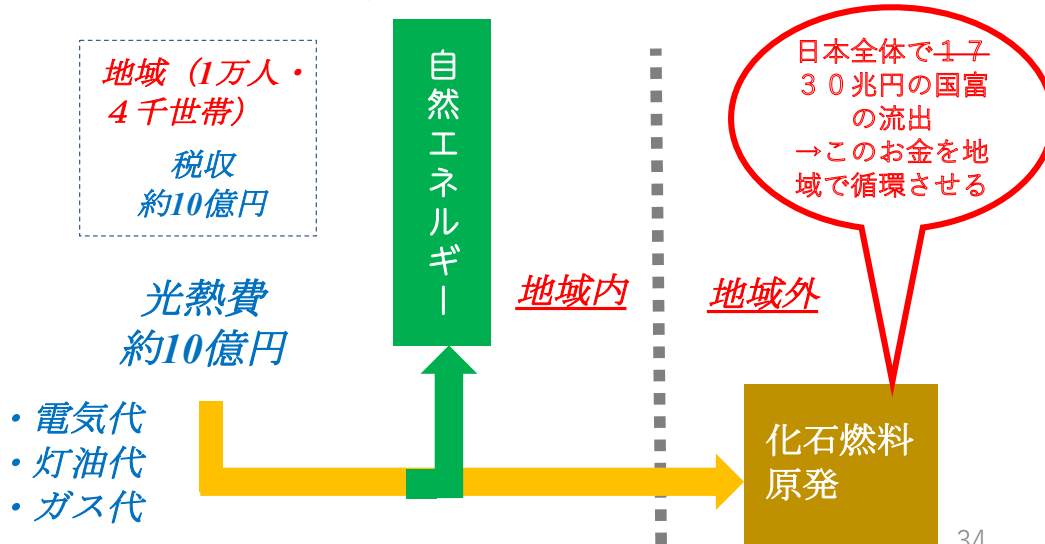 地域（1万人・
４千世帯）
税収
約10億円
光熱費
約10億円
・電気代
・灯油代
・ガス代
自然エネルギー
地域内
地域外
日本全体で１７
３０兆円の国富
の流出
→このお金を地
域で循環させる
化石燃料
原発
34